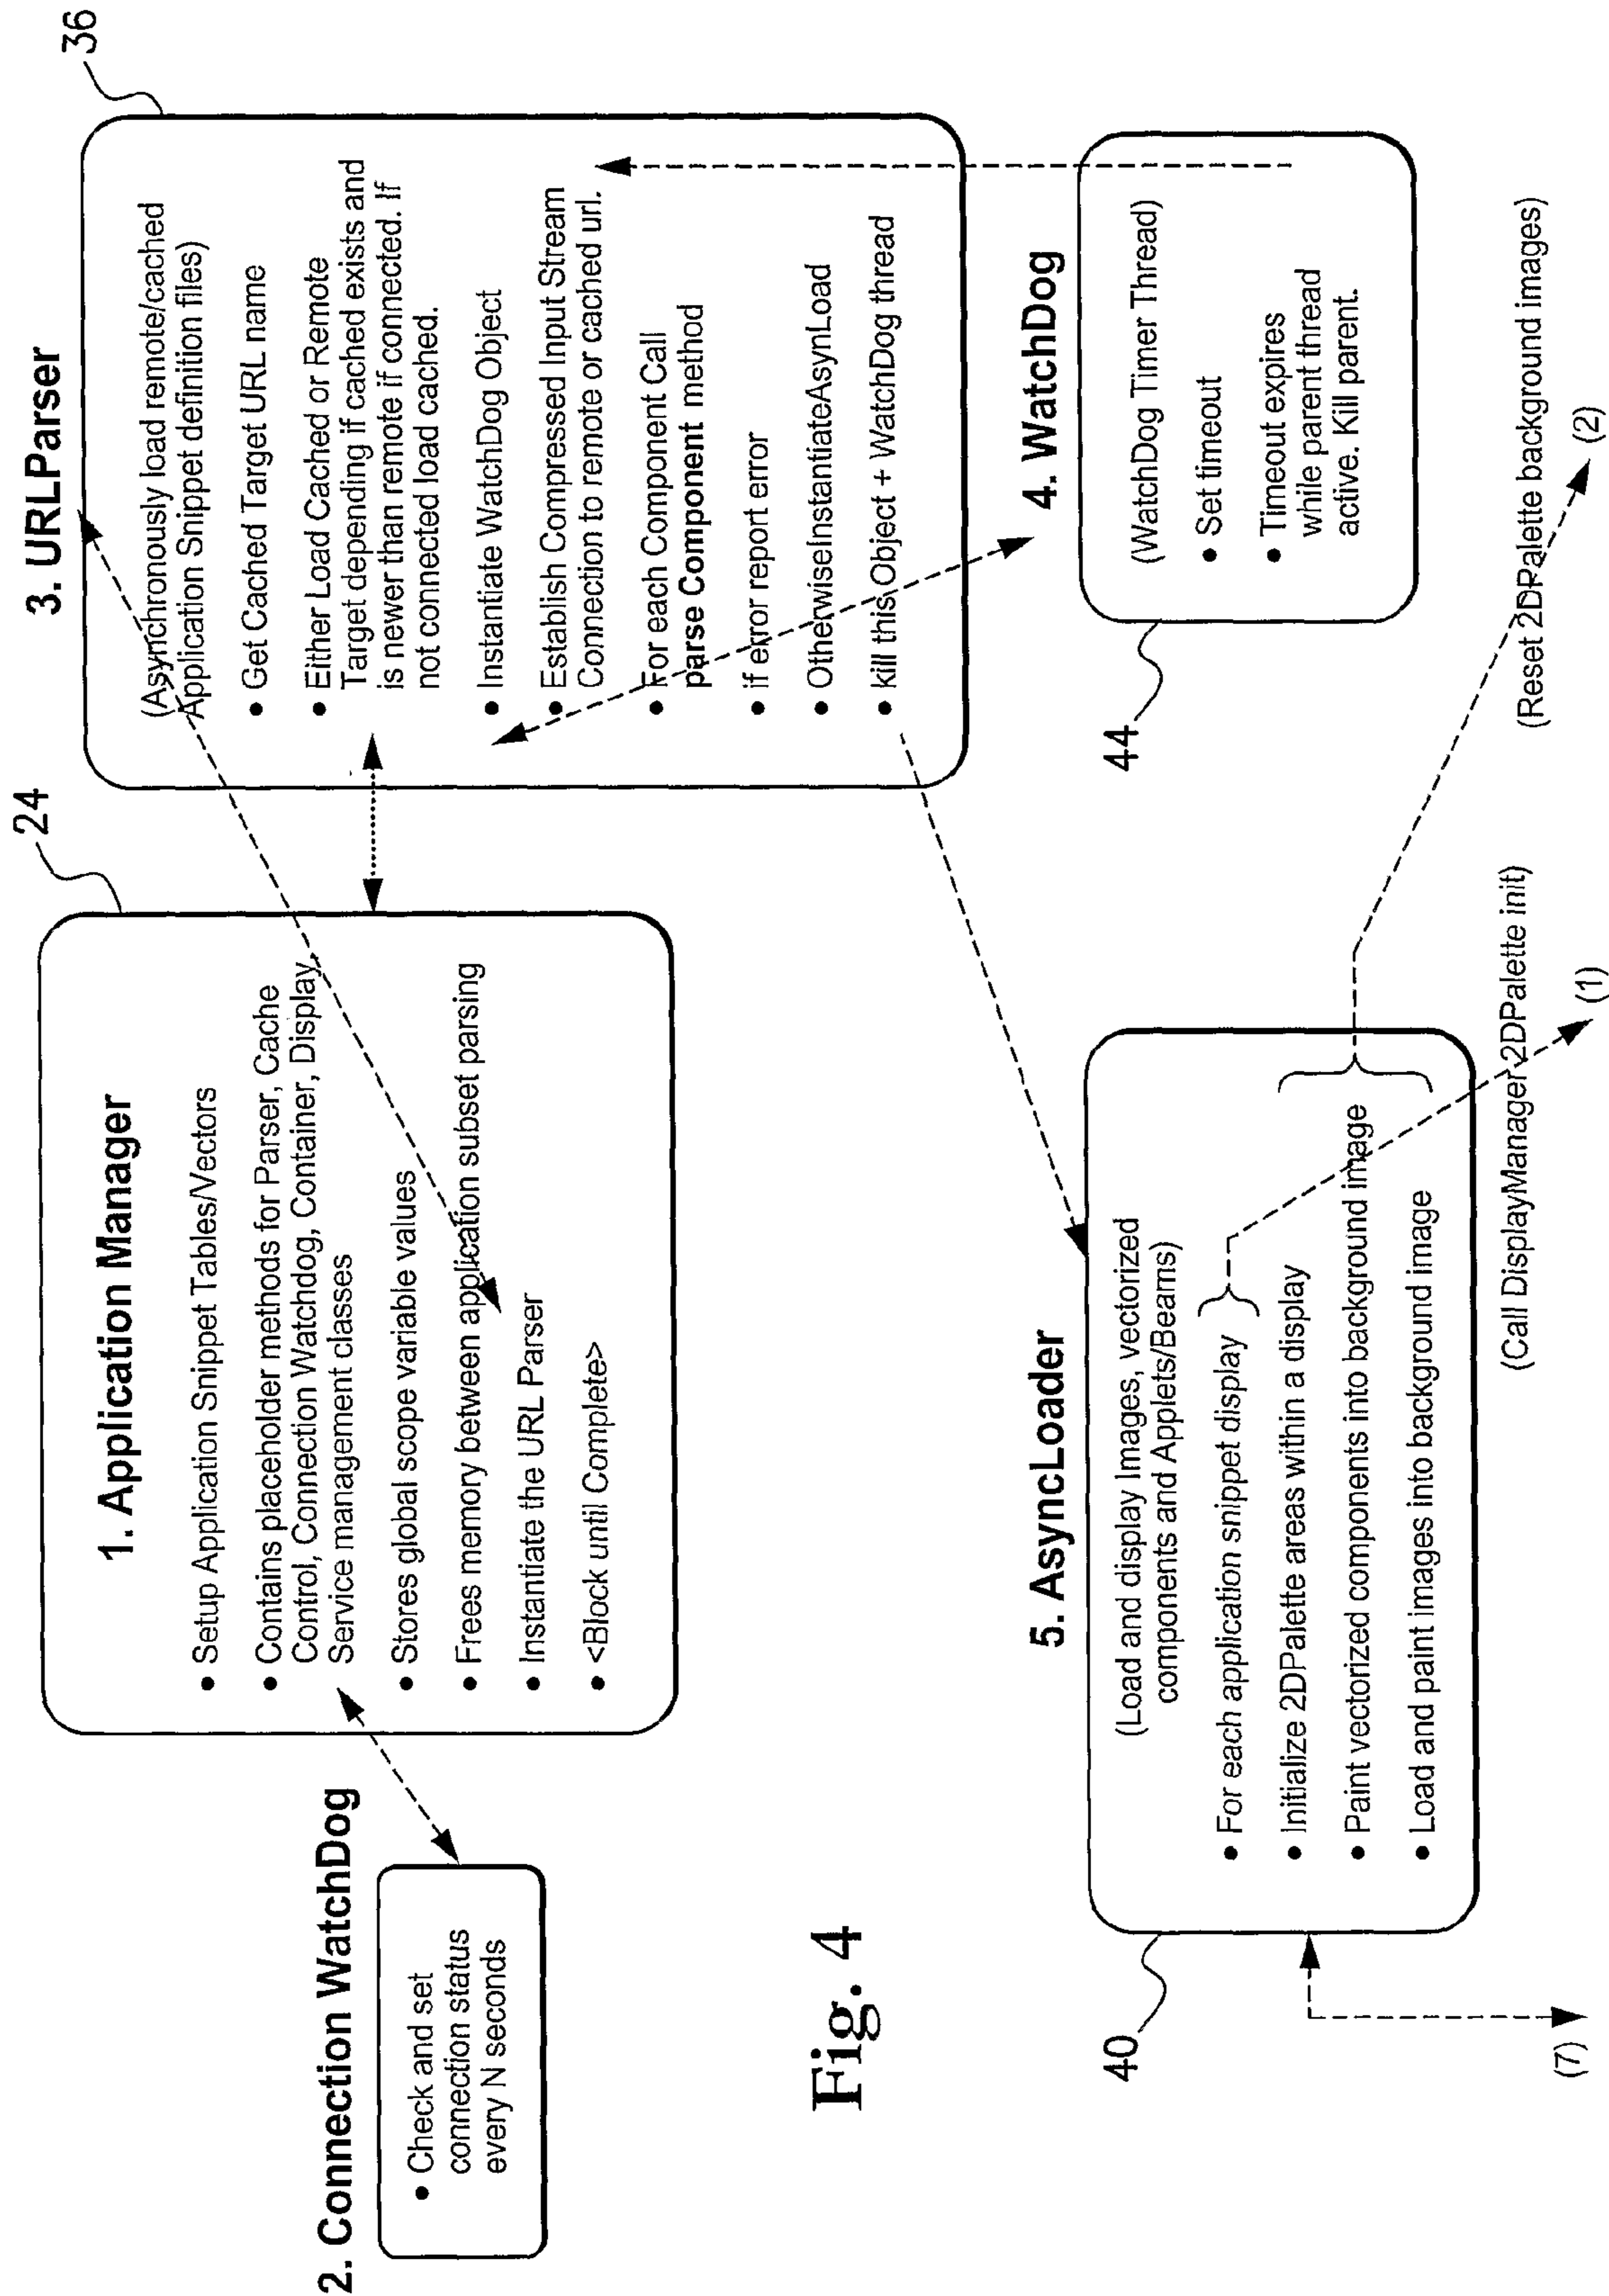 1. Application Manager
24
• Setup Application Snippet Tables/Vectors
• Contains placeholder methods for Parser, Cache
Control, Connection Watchdog, Container, Display,
Service management classes
• Stores global scope variable values
• Frees memory between application subset parsing
• Instantiate the URL Parser
• <Block until Complete>
2. Connection WatchDog
• Check and set
connection status
every N seconds
3. URLParser
36
(Asynchronously load remote/cached
Application Snippet definition files)
• Get Cached Target URL name
• Either Load Cached or Remote
Target depending if cached exists and
is newer than remote if connected. If
not connected load cached.
• Instantiate WatchDog Object
• Establish Compressed Input Stream
Connection to remote or cached url.
• For each Component Call
parse Component method
• if error report error
• OtherwiseInstantiateAsynLoad
• kill this Object + WatchDog thread
4. WatchDog
44
(WatchDog Timer Thread)
• Set timeout
• Timeout expires
while parent thread
active. Kill parent.
5. AsyncLoader
40
(Load and display Images, vectorized
components and Applets/Beams)
• For each application snippet display
• Initialize 2DPalette areas within a display
• Paint vectorized components into background image
• Load and paint images into background image
(Call DisplayManager 2DPalette init)
(1)
(Reset 2DPalette background images)
(2)
(7)
Fig. 4